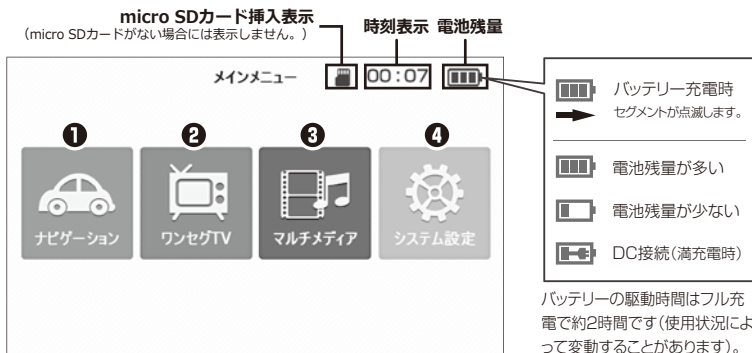 micro SDカード挿入表示
（micro SDカードがない場合には表示しません。）
時刻表示 電池残量
メインメニュー 00:07
❶ ❷ ❸ ❹
ナビゲーション ワンセグTV マルチメディア システム設定
バッテリー充電時
セグメントが点滅します。
電池残量が多い
電池残量が少ない
DC接続（満充電時）
バッテリーの駆動時間はフル充
電で約2時間です（使用状況によ
って変動することがあります）。